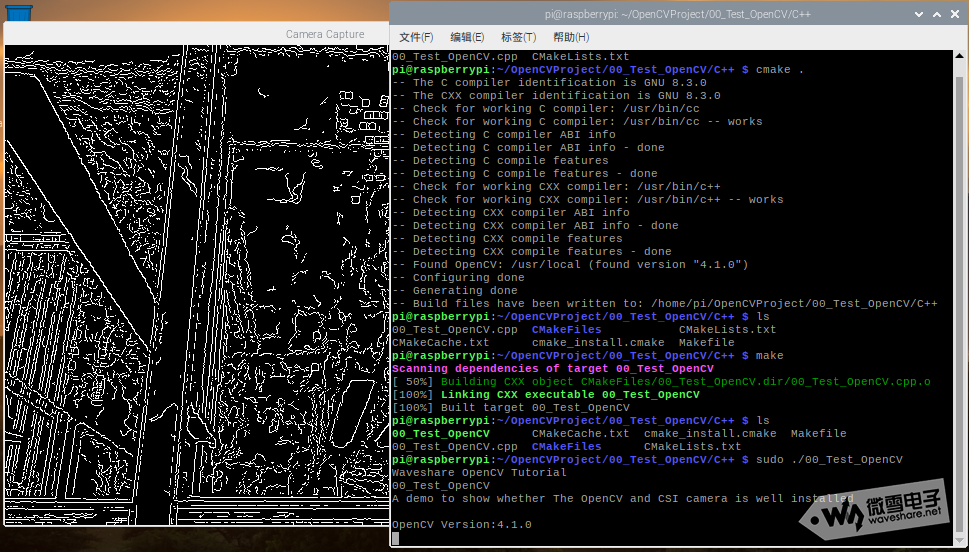 Camera Capture
pi@raspberrypi: ~/OpenCVProject/00_Test_OpenCV/C++
文件(F) 编辑(E) 标签(T) 帮助(H)
00_Test_OpenCV.cpp  CMakeLists.txt
pi@raspberrypi:~/OpenCVProject/00_Test_OpenCV/C++ $ cmake .
-- The C compiler identification is GNU 8.3.0
-- The CXX compiler identification is GNU 8.3.0
-- Check for working C compiler: /usr/bin/cc
-- Check for working C compiler: /usr/bin/cc -- works
-- Detecting C compiler ABI info
-- Detecting C compiler ABI info - done
-- Detecting C compile features
-- Detecting C compile features - done
-- Check for working CXX compiler: /usr/bin/c++
-- Check for working CXX compiler: /usr/bin/c++ -- works
-- Detecting CXX compiler ABI info
-- Detecting CXX compiler ABI info - done
-- Detecting CXX compile features
-- Detecting CXX compile features - done
-- Found OpenCV: /usr/local (found version "4.1.0")
-- Configuring done
-- Generating done
-- Build files have been written to: /home/pi/OpenCVProject/00_Test_OpenCV/C++
pi@raspberrypi:~/OpenCVProject/00_Test_OpenCV/C++ $ ls
00_Test_OpenCV.cpp  CMakeFiles           CMakeLists.txt
CMakeCache.txt      cmake_install.cmake  Makefile
pi@raspberrypi:~/OpenCVProject/00_Test_OpenCV/C++ $ make
Scanning dependencies of target 00_Test_OpenCV
[ 50%] Building CXX object CMakeFiles/00_Test_OpenCV.dir/00_Test_OpenCV.cpp.o
[100%] Linking CXX executable 00_Test_OpenCV
[100%] Built target 00_Test_OpenCV
pi@raspberrypi:~/OpenCVProject/00_Test_OpenCV/C++ $ ls
00_Test_OpenCV      CMakeCache.txt  cmake_install.cmake  Makefile
00_Test_OpenCV.cpp  CMakeFiles      CMakeLists.txt
pi@raspberrypi:~/OpenCVProject/00_Test_OpenCV/C++ $ sudo ./00_Test_OpenCV
Waveshare OpenCV Tutorial
00_Test_OpenCV
A demo to show whether The OpenCV and CSI camera is well installed
OpenCV Version:4.1.0
微雪电子
waveshare.net